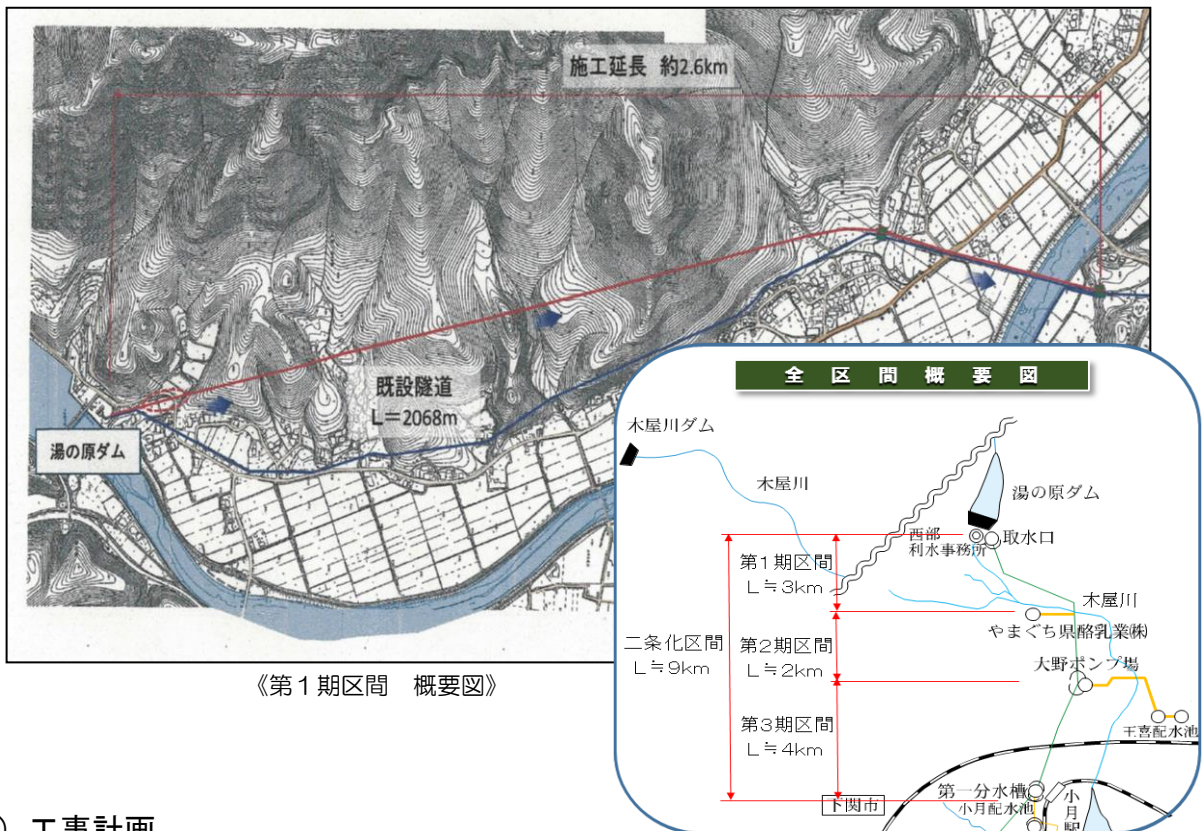 施工延長 約2.6km
既設隧道
L=2068m
湯の原ダム
《第1期区間 概要図》
全区間概要図
木屋川ダム
木屋川
湯の原ダム
西部
利水事務所
取水口
第1期区間
L≒3km
木屋川
やまぐち県酪乳業㈱
二条化区間
L≒9km
第2期区間
L≒2km
大野ポンプ場
王喜配水池
第3期区間
L≒4km
下関市
第一分水槽
小月配水池
小月駅
工事計画